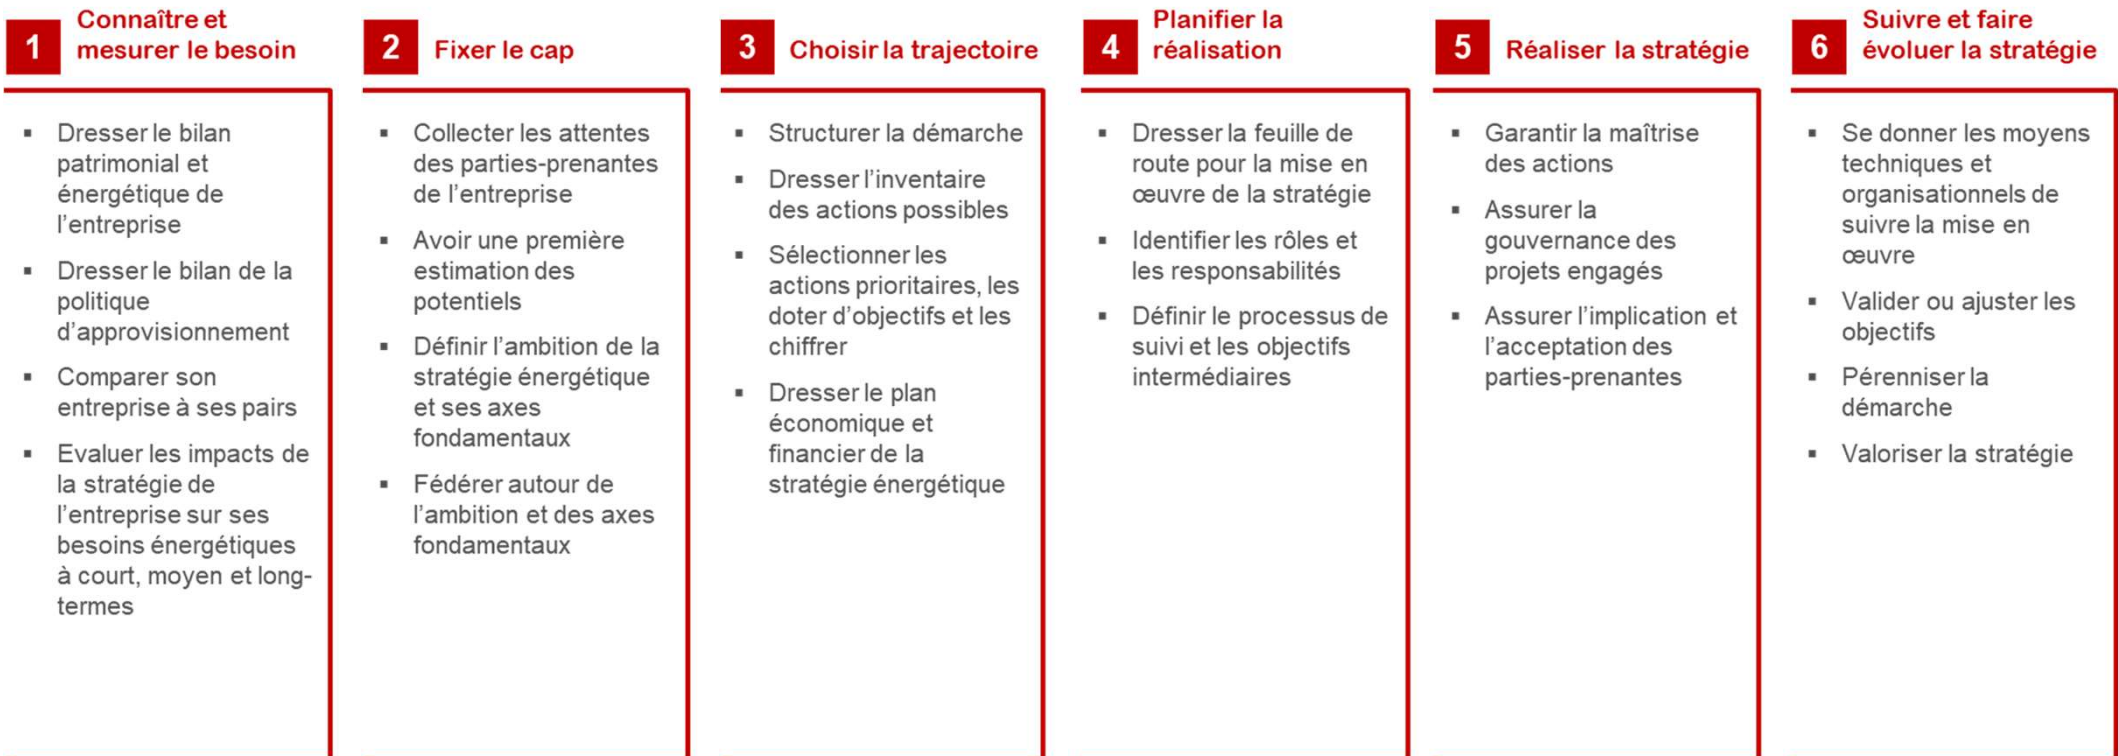 1
Connaître et
mesurer le besoin
▪ Dresser le bilan
patrimonial et
énergétique de
l’entreprise
▪ Dresser le bilan de la
politique
d’approvisionnement
▪ Comparer son
entreprise à ses pairs
▪ Evaluer les impacts de
la stratégie de
l’entreprise sur ses
besoins énergétiques
à court, moyen et long-
termes
2
Fixer le cap
▪ Collecter les attentes
des parties-prenantes
de l’entreprise
▪ Avoir une première
estimation des
potentiels
▪ Définir l’ambition de la
stratégie énergétique
et ses axes
fondamentaux
▪ Fédérer autour de
l’ambition et des axes
fondamentaux
3
Choisir la trajectoire
▪ Structurer la démarche
▪ Dresser l’inventaire
des actions possibles
▪ Sélectionner les
actions prioritaires, les
doter d’objectifs et les
chiffrer
▪ Dresser le plan
économique et
financier de la
stratégie énergétique
4
Planifier la
réalisation
▪ Dresser la feuille de
route pour la mise en
œuvre de la stratégie
▪ Identifier les rôles et
les responsabilités
▪ Définir le processus de
suivi et les objectifs
intermédiaires
5
Réaliser la stratégie
▪ Garantir la maîtrise
des actions
▪ Assurer la
gouvernance des
projets engagés
▪ Assurer l’implication et
l’acceptation des
parties-prenantes
6
Suivre et faire
évoluer la stratégie
▪ Se donner les moyens
techniques et
organisationnels de
suivre la mise en
œuvre
▪ Valider ou ajuster les
objectifs
▪ Pérenniser la
démarche
▪ Valoriser la stratégie